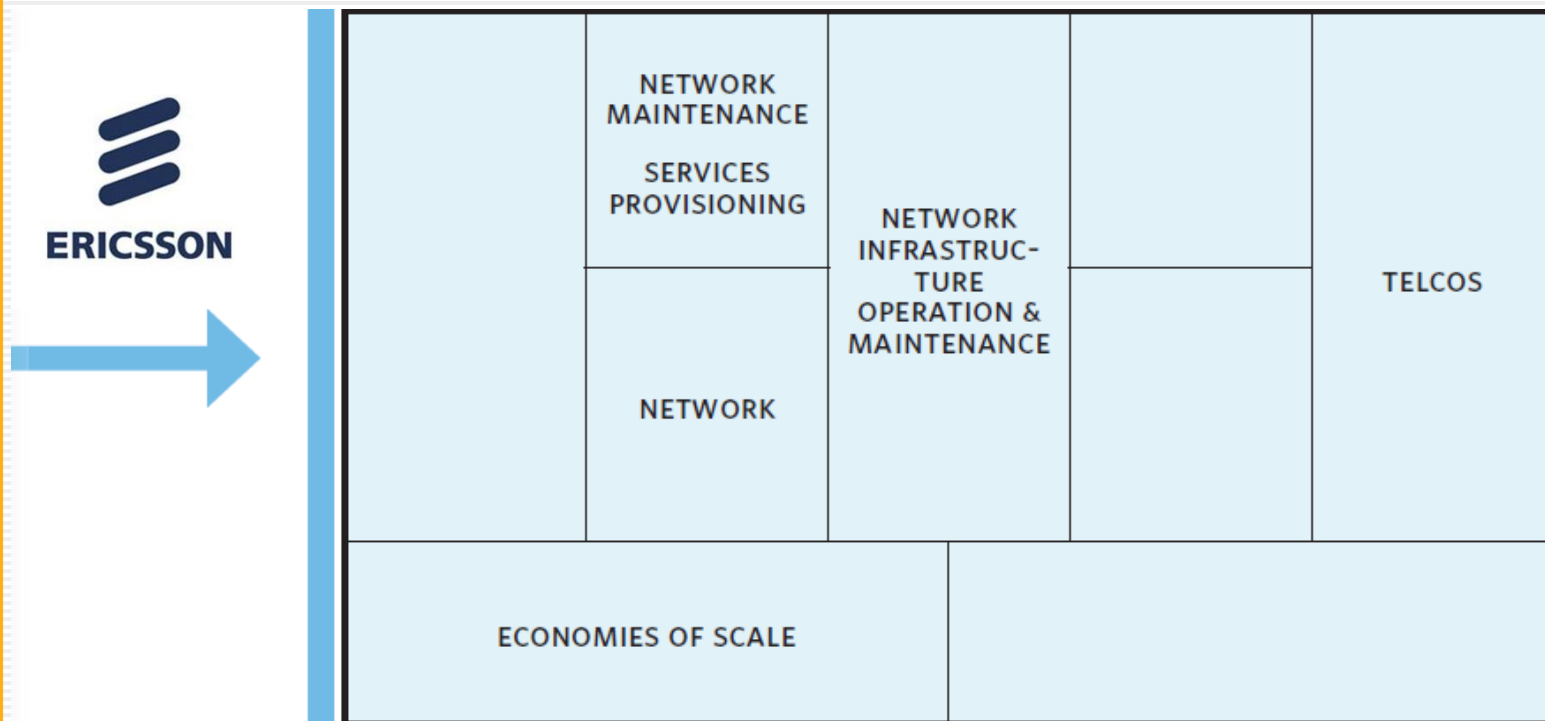 ERICSSON
NETWORK
MAINTENANCE
SERVICES
PROVISIONING
NETWORK
NETWORK
INFRASTRUC-
TURE
OPERATION &
MAINTENANCE
TELCOS
ECONOMIES OF SCALE